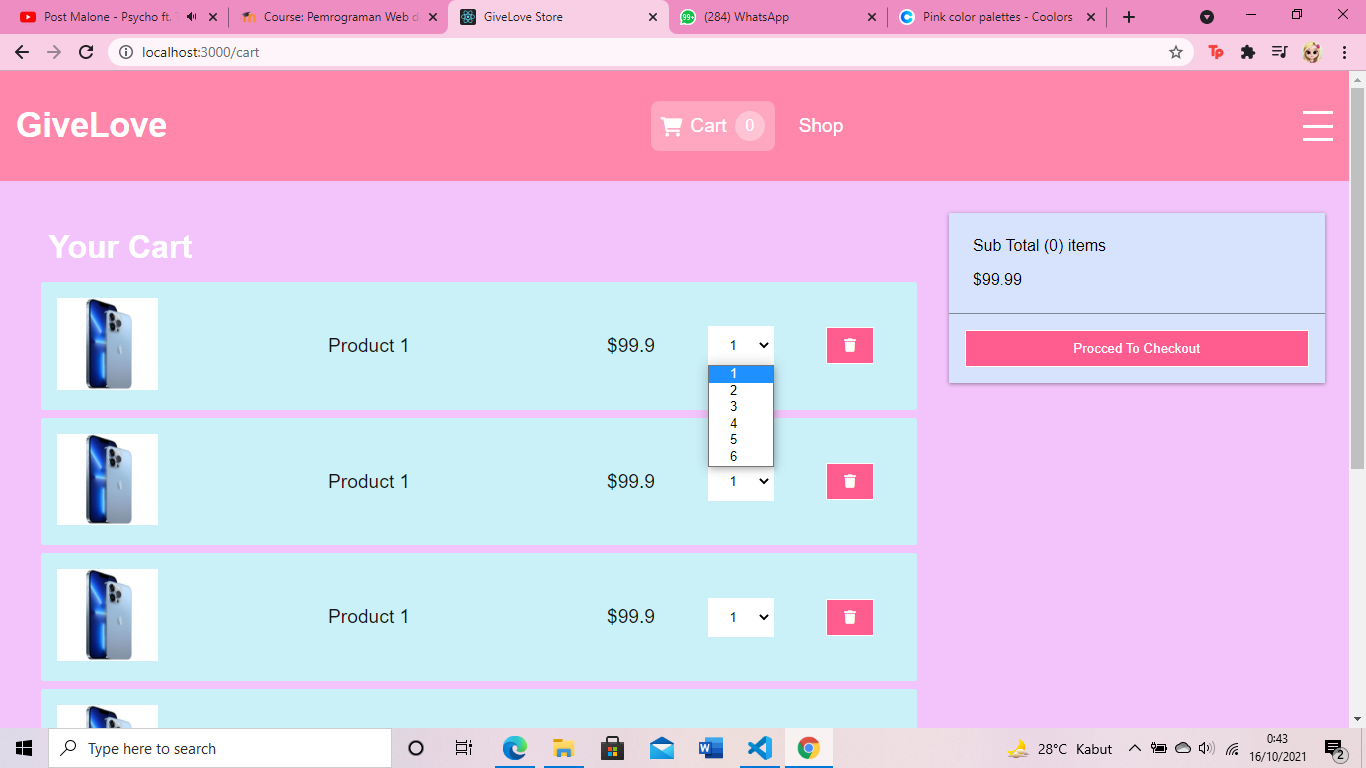 Post Malone - Psycho ft.
Course: Pemrograman Web d
GiveLove Store
(284) WhatsApp
Pink color palettes - Coolors
localhost:3000/cart
GiveLove
Cart 0
Shop
Your Cart
Sub Total (0) items
$99.99
Procced To Checkout
Product 1 $99.9 1
1
2
3
4
5
6
Product 1 $99.9 1
Product 1 $99.9 1
Type here to search
28°C Kabut
0:43
16/10/2021
2